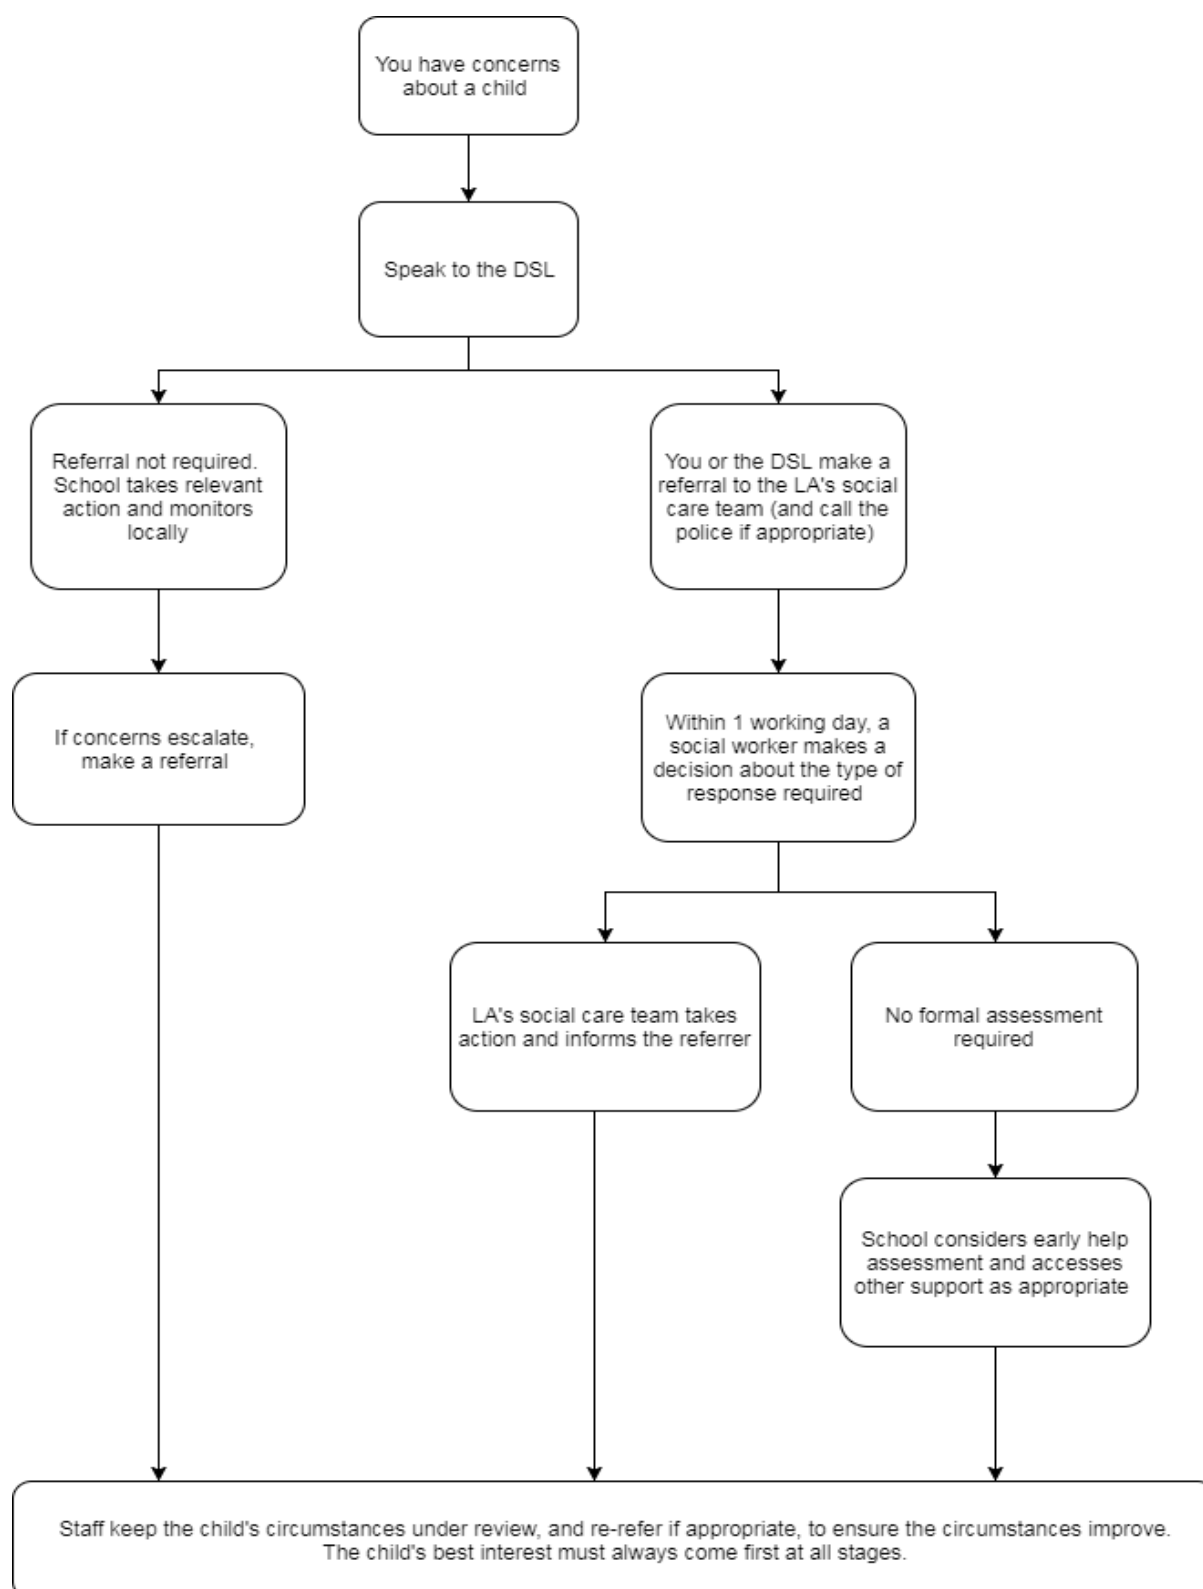 You have concerns
about a child
Speak to the DSL
Referral not required.
School takes relevant
action and monitors
locally
You or the DSL make a
referral to the LA's social
care team (and call the
police if appropriate)
If concerns escalate,
make a referral
Within 1 working day, a
social worker makes a
decision about the type of
response required
LA's social care team takes
action and informs the referrer
No formal assessment
required
School considers early help
assessment and accesses
other support as appropriate
Staff keep the child's circumstances under review, and re-refer if appropriate, to ensure the circumstances improve.
The child's best interest must always come first at all stages.